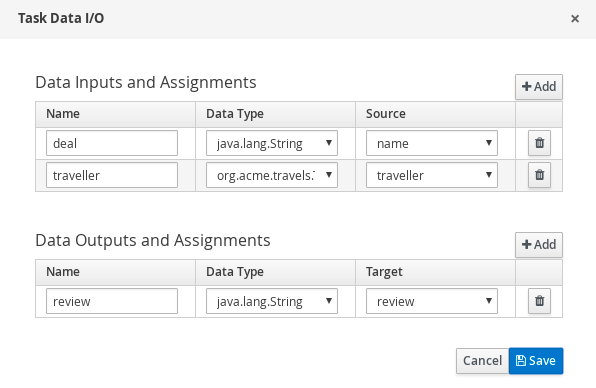 Task Data I/O ×
Data Inputs and Assignments
+ Add
Name Data Type Source
deal java.lang.String name
traveller org.acme.travels. traveller
Data Outputs and Assignments
+ Add
Name Data Type Target
review java.lang.String review
Cancel Save